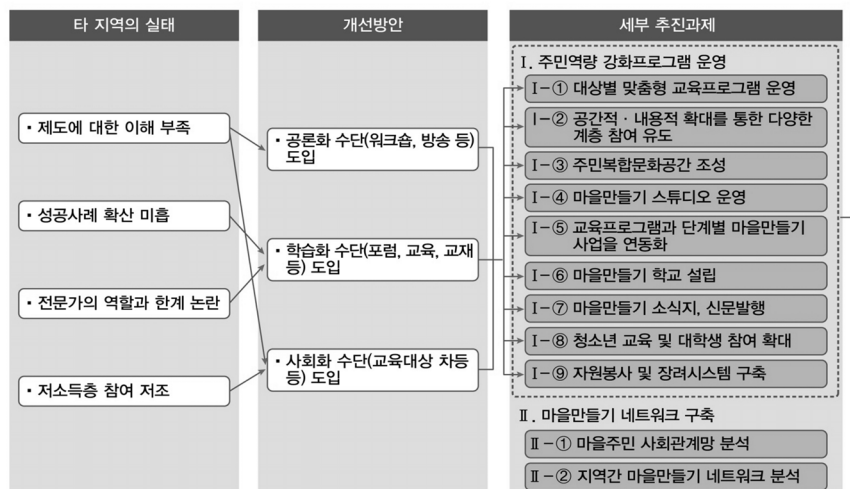 타 지역의 실태
▪ 제도에 대한 이해 부족
▪ 성공사례 확산 미흡
▪ 전문가의 역할과 한계 논란
▪ 저소득층 참여 저조
개선방안
▪ 공론화 수단(워크숍, 방송 등)
도입
▪ 학습화 수단(포럼, 교육, 교재
등) 도입
▪ 사회화 수단(교육대상 차등
등) 도입
세부 추진과제
Ⅰ. 주민역량 강화프로그램 운영
Ⅰ-① 대상별 맞춤형 교육프로그램 운영
Ⅰ-② 공간적·내용적 확대를 통한 다양한
계층 참여 유도
Ⅰ-③ 주민복합문화공간 조성
Ⅰ-④ 마을만들기 스튜디오 운영
Ⅰ-⑤ 교육프로그램과 단계별 마을만들기
사업을 연동화
Ⅰ-⑥ 마을만들기 학교 설립
Ⅰ-⑦ 마을만들기 소식지, 신문발행
Ⅰ-⑧ 청소년 교육 및 대학생 참여 확대
Ⅰ-⑨ 자원봉사 및 장려시스템 구축
Ⅱ. 마을만들기 네트워크 구축
Ⅱ-① 마을주민 사회관계망 분석
Ⅱ-② 지역간 마을만들기 네트워크 분석